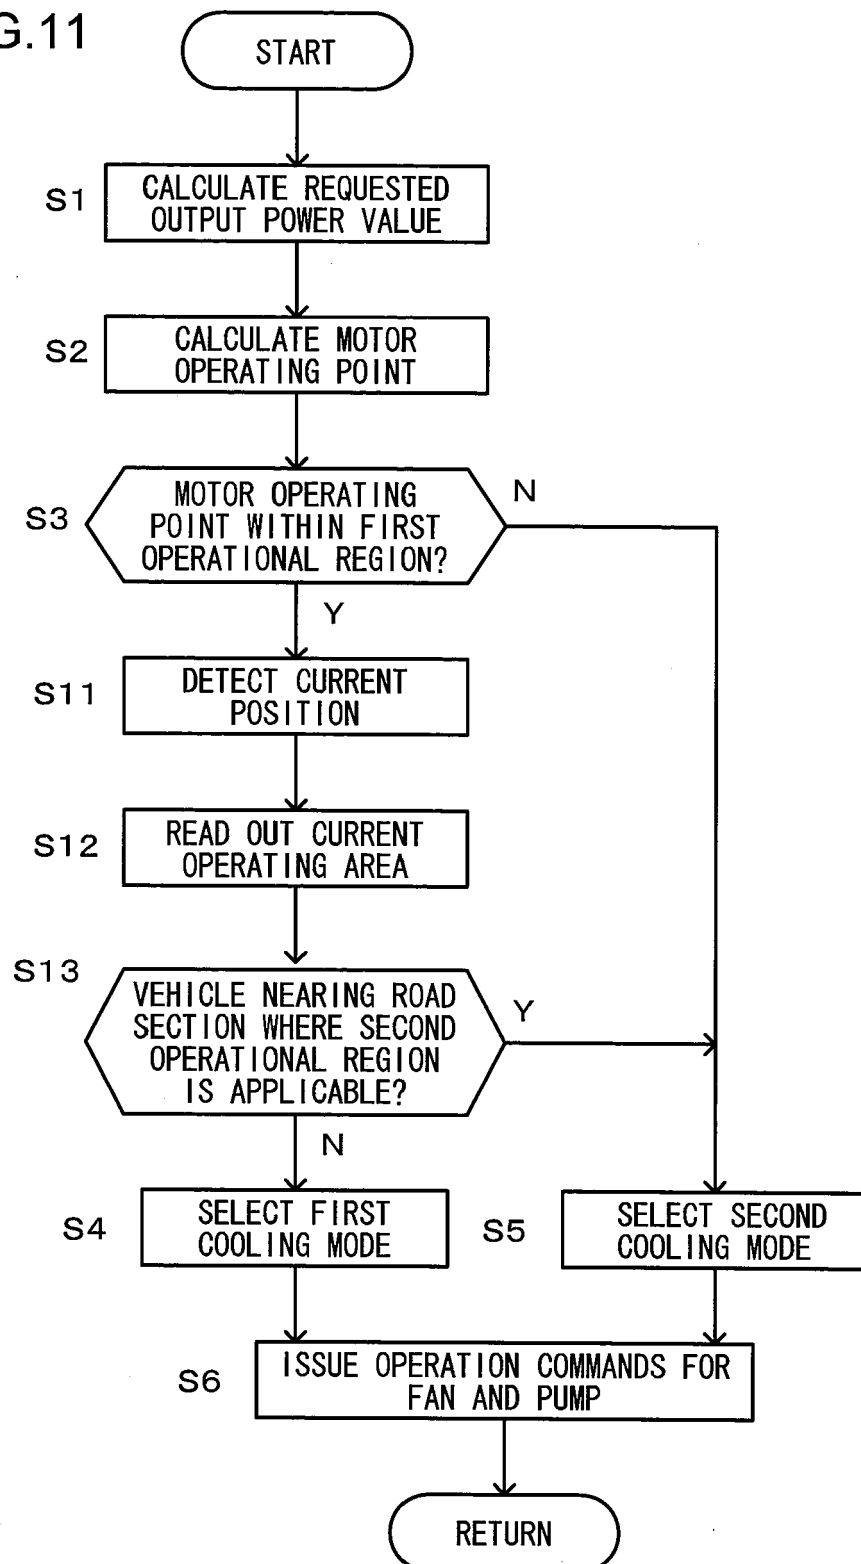 G.11
START
S1
CALCULATE REQUESTED
OUTPUT POWER VALUE
S2
CALCULATE MOTOR
OPERATING POINT
S3
MOTOR OPERATING
POINT WITHIN FIRST
OPERATIONAL REGION?
N
Y
S11
DETECT CURRENT
POSITION
S12
READ OUT CURRENT
OPERATING AREA
S13
VEHICLE NEARING ROAD
SECTION WHERE SECOND
OPERATIONAL REGION
IS APPLICABLE?
Y
N
S4
SELECT FIRST
COOLING MODE
S5
SELECT SECOND
COOLING MODE
S6
ISSUE OPERATION COMMANDS FOR
FAN AND PUMP
RETURN